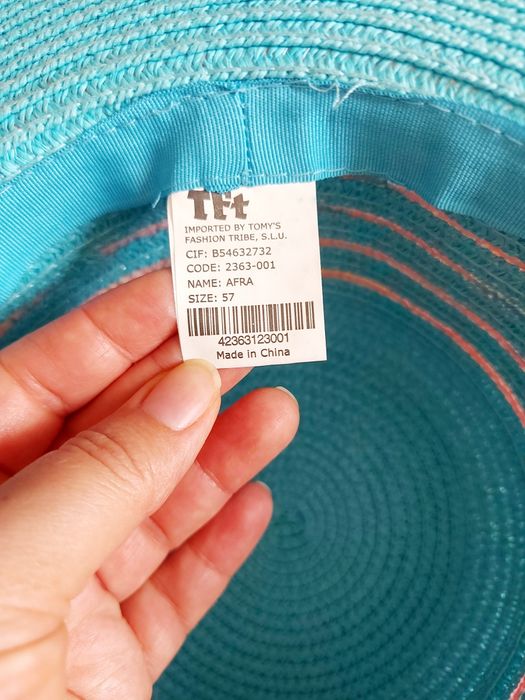 TFt
IMPORTED BY TOMY'S
FASHION TRIBE, S.L.U.
CIF: B54632732
CODE: 2363-001
NAME: AFRA
SIZE: 57
42363123001
Made in China